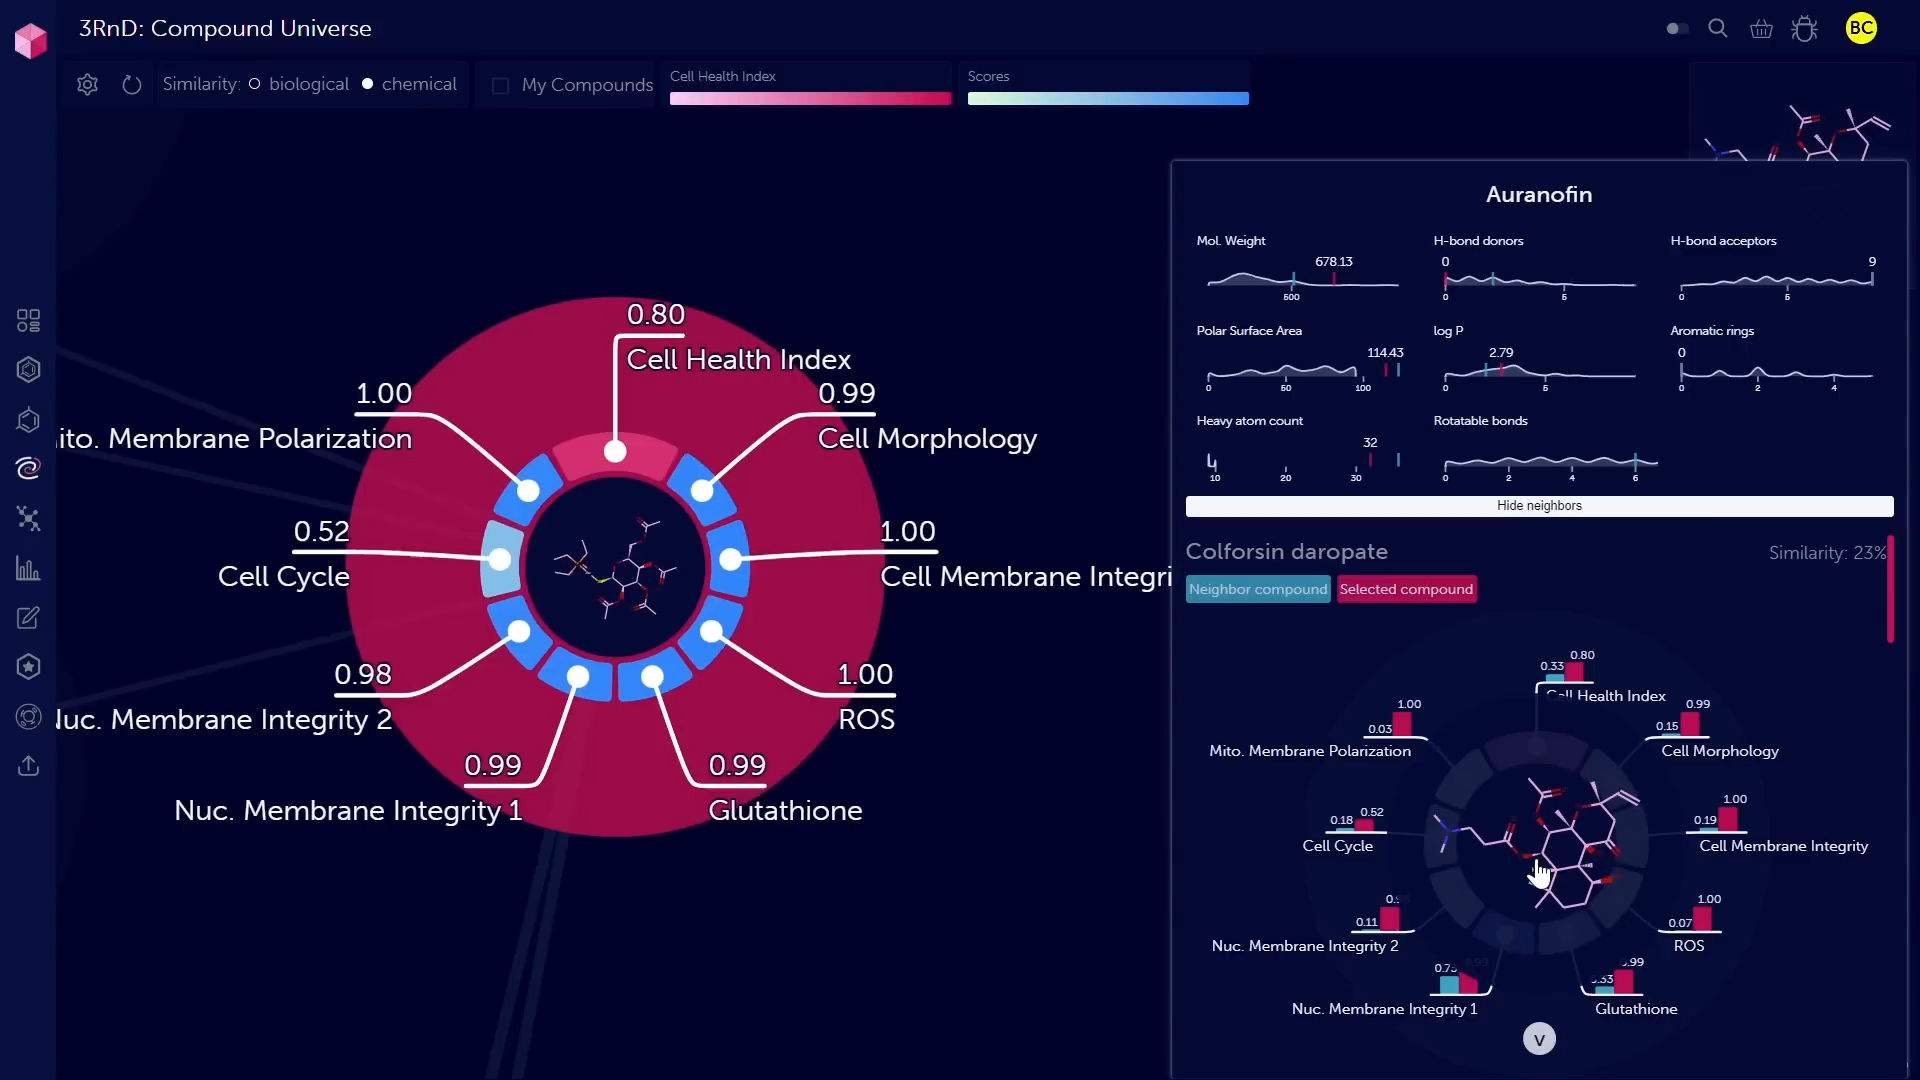 3RnD: Compound Universe
BC
Similarity: biological chemical
My Compounds
Cell Health Index
Scores
0.80
Cell Health Index
1.00
ito. Membrane Polarization
0.99
Cell Morphology
0.52
Cell Cycle
1.00
Cell Membrane Integri
0.98
Nuc. Membrane Integrity 2
1.00
ROS
0.99
Nuc. Membrane Integrity 1
0.99
Glutathione
Auranofin
Mol. Weight
678.13
500
H-bond donors
0
0 5
H-bond acceptors
9
0 5
Polar Surface Area
114.43
0 50 100
log P
2.79
0 5
Aromatic rings
0
0 2 4
Heavy atom count
32
10 20 30
Rotatable bonds
0 2 4 6
Hide neighbors
Colforsin daropate
Similarity: 23%
Neighbor compound
Selected compound
0.33 0.80
Cell Health Index
0.03 1.00
Mito. Membrane Polarization
0.15 0.99
Cell Morphology
0.18 0.52
Cell Cycle
0.19 1.00
Cell Membrane Integrity
0.11
Nuc. Membrane Integrity 2
0.07 1.00
ROS
Nuc. Membrane Integrity 1
Glutathione
V